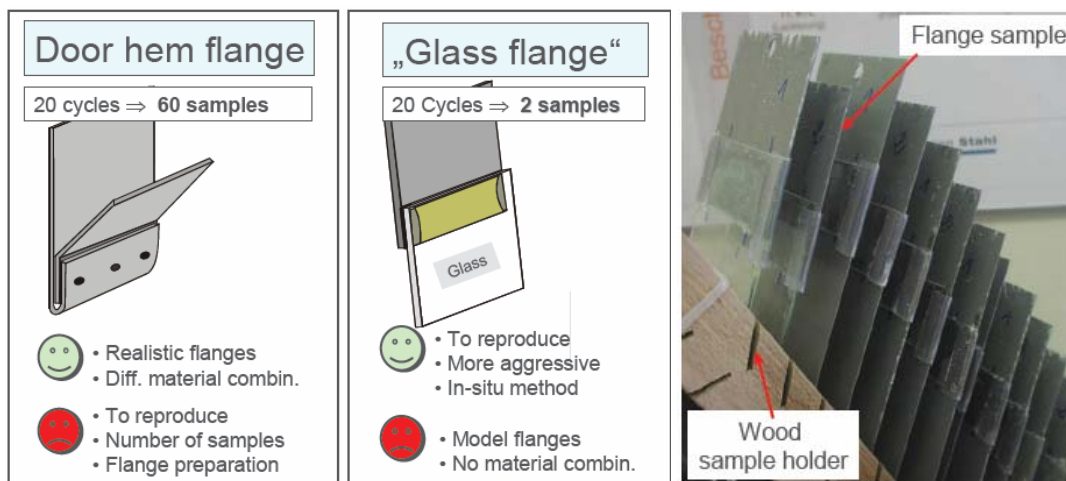 Door hem flange
20 cycles ⇒ 60 samples
• Realistic flanges
• Diff. material combin.
• To reproduce
• Number of samples
• Flange preparation
„Glass flange“
20 Cycles ⇒ 2 samples
Glass
• To reproduce
• More aggressive
• In-situ method
• Model flanges
• No material combin.
Flange sample
Stahl
Wood
sample holder